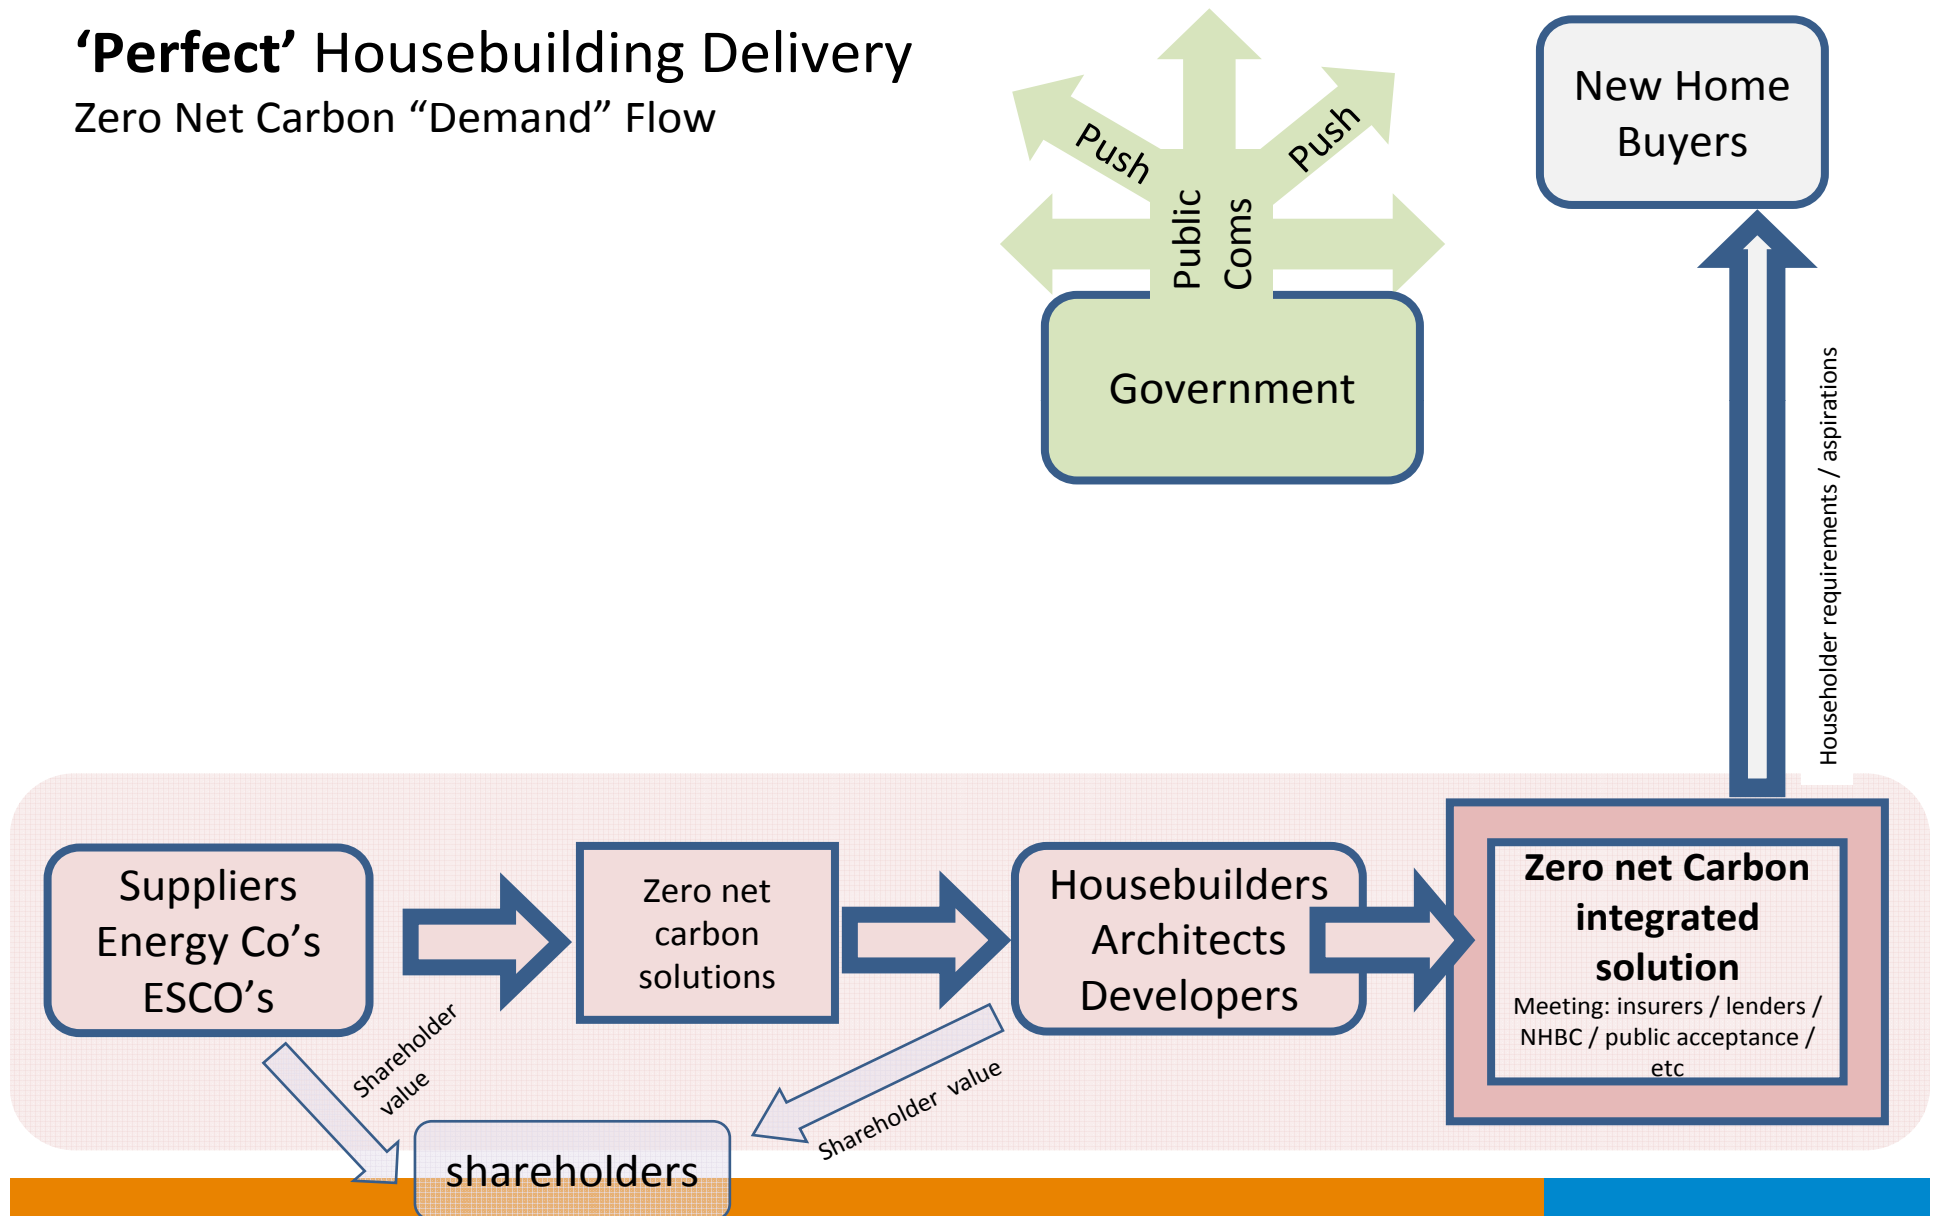 ‘Perfect’ Housebuilding Delivery
Zero Net Carbon “Demand” Flow
Push
Public
Coms
Push
New Home
Buyers
Government
Householder requirements / aspirations
Suppliers
Energy Co’s
ESCO’s
Zero net
carbon
solutions
Housebuilders
Architects
Developers
Zero net Carbon
integrated
solution
Meeting: insurers / lenders /
NHBC / public acceptance /
etc
Shareholder
value
Shareholder value
shareholders